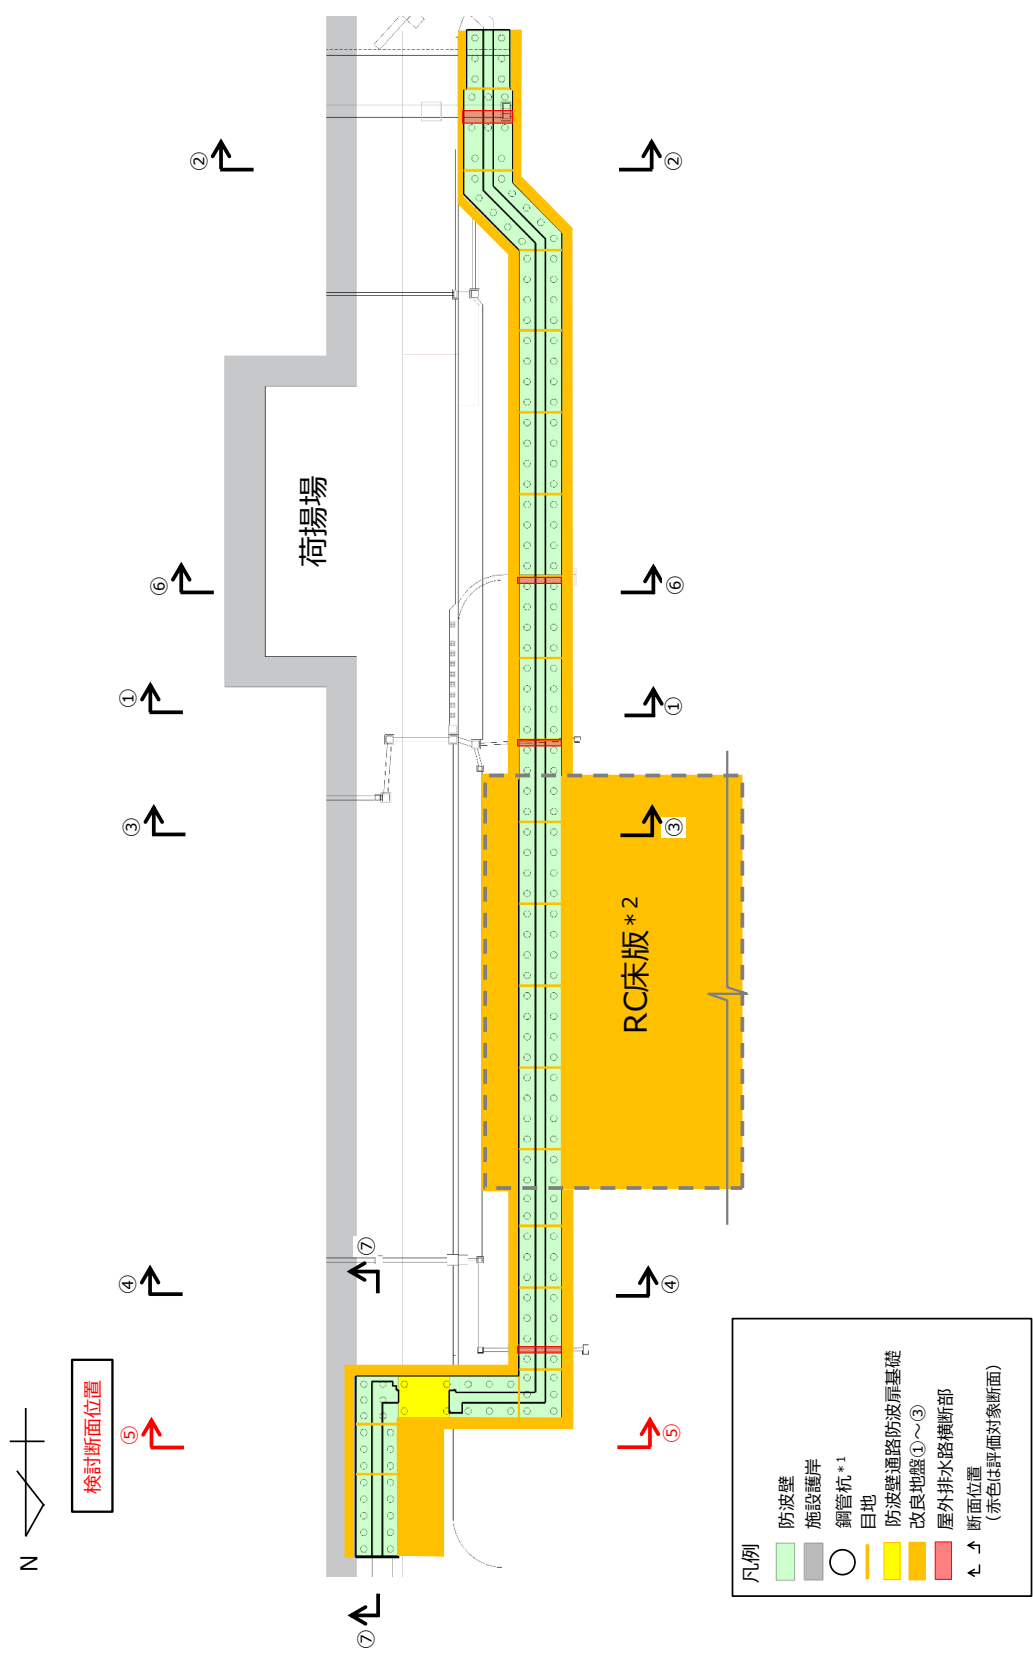 検討断面位置
N
⑤
④
③
①
⑥
②
⑦
⑦
荷揚場
RC床版*2
⑤
④
③
①
⑥
②
凡例
防波壁
施設護岸
鋼管杭*1
目地
防波壁通路防波扉基礎
改良地盤①～③
屋外排水路横断部
断面位置
（赤色は評価対象断面）